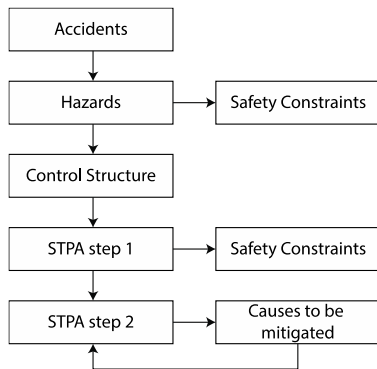 Accidents
Hazards
Safety Constraints
Control Structure
STPA step 1
Safety Constraints
STPA step 2
Causes to be
mitigated